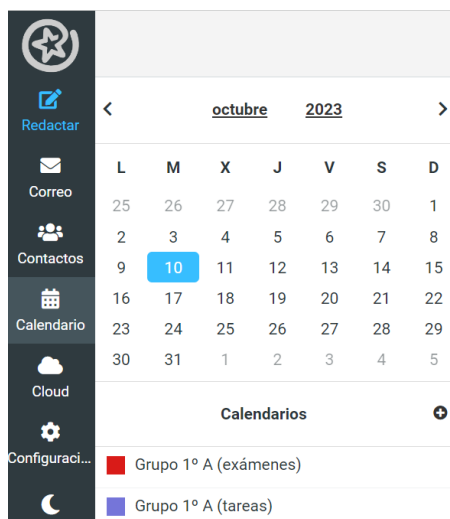 Redactar
Correo
Contactos
Calendario
Cloud
Configuraci...
octubre 2023
L M X J V S D
25 26 27 28 29 30 1
2 3 4 5 6 7 8
9 10 11 12 13 14 15
16 17 18 19 20 21 22
23 24 25 26 27 28 29
30 31 1 2 3 4 5
Calendarios
Grupo 1º A (exámenes)
Grupo 1º A (tareas)